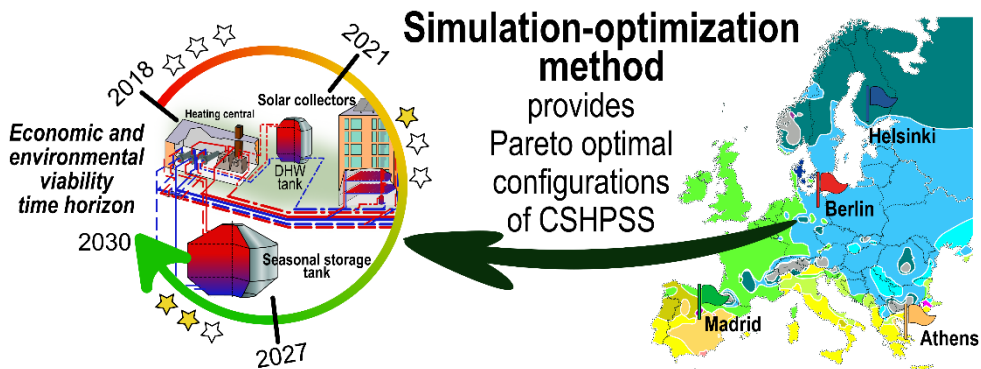 2018
2021
Solar collectors
Heating central
DHW
tank
Economic and
environmental
viability
time horizon
2030
Seasonal storage
tank
2027
Simulation-optimization
method
provides
Pareto optimal
configurations
of CSHPSS
Helsinki
Berlin
Madrid
Athens